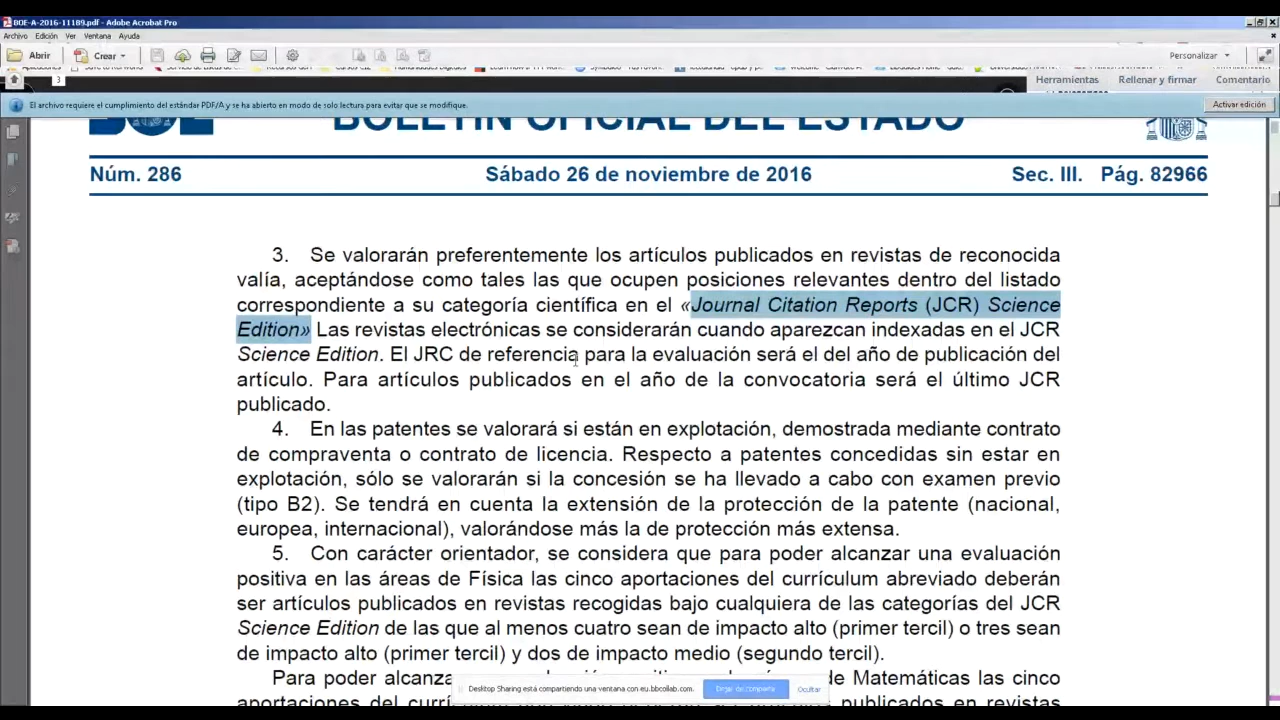 BOE-A-2016-11189.pdf - Adobe Acrobat Pro
Archivo Edición Ver Ventana Ayuda
Abrir Crear Personalizar
3 Herramientas Rellenar y firmar Comentario
El archivo requiere el cumplimiento del estándar PDF/A y se ha abierto en modo de solo lectura para evitar que se modifique. Activar edición
BOLETÍN OFICIAL DEL ESTADO
Núm. 286 Sábado 26 de noviembre de 2016 Sec. III. Pág. 82966
3. Se valorarán preferentemente los artículos publicados en revistas de reconocida
valía, aceptándose como tales las que ocupen posiciones relevantes dentro del listado
correspondiente a su categoría científica en el «Journal Citation Reports (JCR) Science
Edition» Las revistas electrónicas se considerarán cuando aparezcan indexadas en el JCR
Science Edition. El JRC de referencia para la evaluación será el del año de publicación del
artículo. Para artículos publicados en el año de la convocatoria será el último JCR
publicado.
4. En las patentes se valorará si están en explotación, demostrada mediante contrato
de compraventa o contrato de licencia. Respecto a patentes concedidas sin estar en
explotación, sólo se valorarán si la concesión se ha llevado a cabo con examen previo
(tipo B2). Se tendrá en cuenta la extensión de la protección de la patente (nacional,
europea, internacional), valorándose más la de protección más extensa.
5. Con carácter orientador, se considera que para poder alcanzar una evaluación
positiva en las áreas de Física las cinco aportaciones del currículum abreviado deberán
ser artículos publicados en revistas recogidas bajo cualquiera de las categorías del JCR
Science Edition de las que al menos cuatro sean de impacto alto (primer tercil) o tres sean
de impacto alto (primer tercil) y dos de impacto medio (segundo tercil).
Para poder alcanza de Matemáticas las cinco
Desktop Sharing está compartiendo una ventana con eu.bbcollab.com. Dejar de compartir Ocultar
aportaciones del publicados en revistas